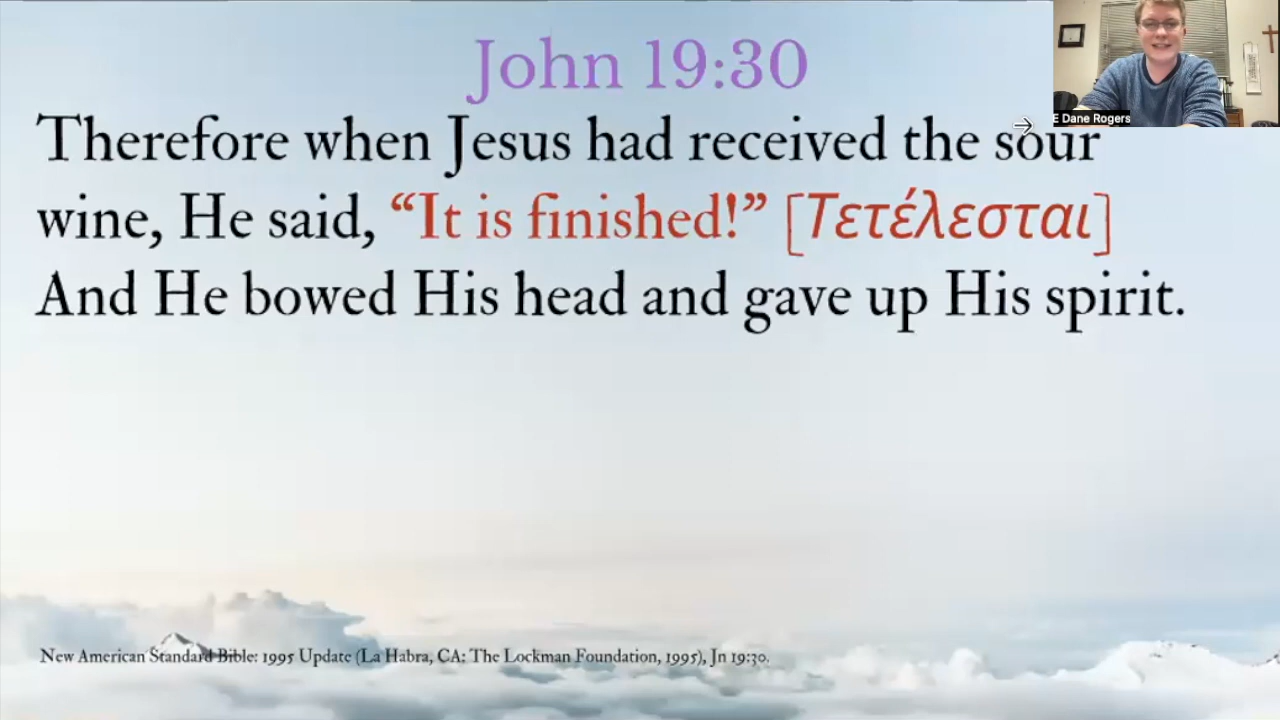 John 19:30
Therefore when Jesus had received the sour
wine, He said, “It is finished!” [Τετέλεσται]
And He bowed His head and gave up His spirit.
New American Standard Bible: 1995 Update (La Habra, CA: The Lockman Foundation, 1995), Jn 19:30.
E Dane Rogers